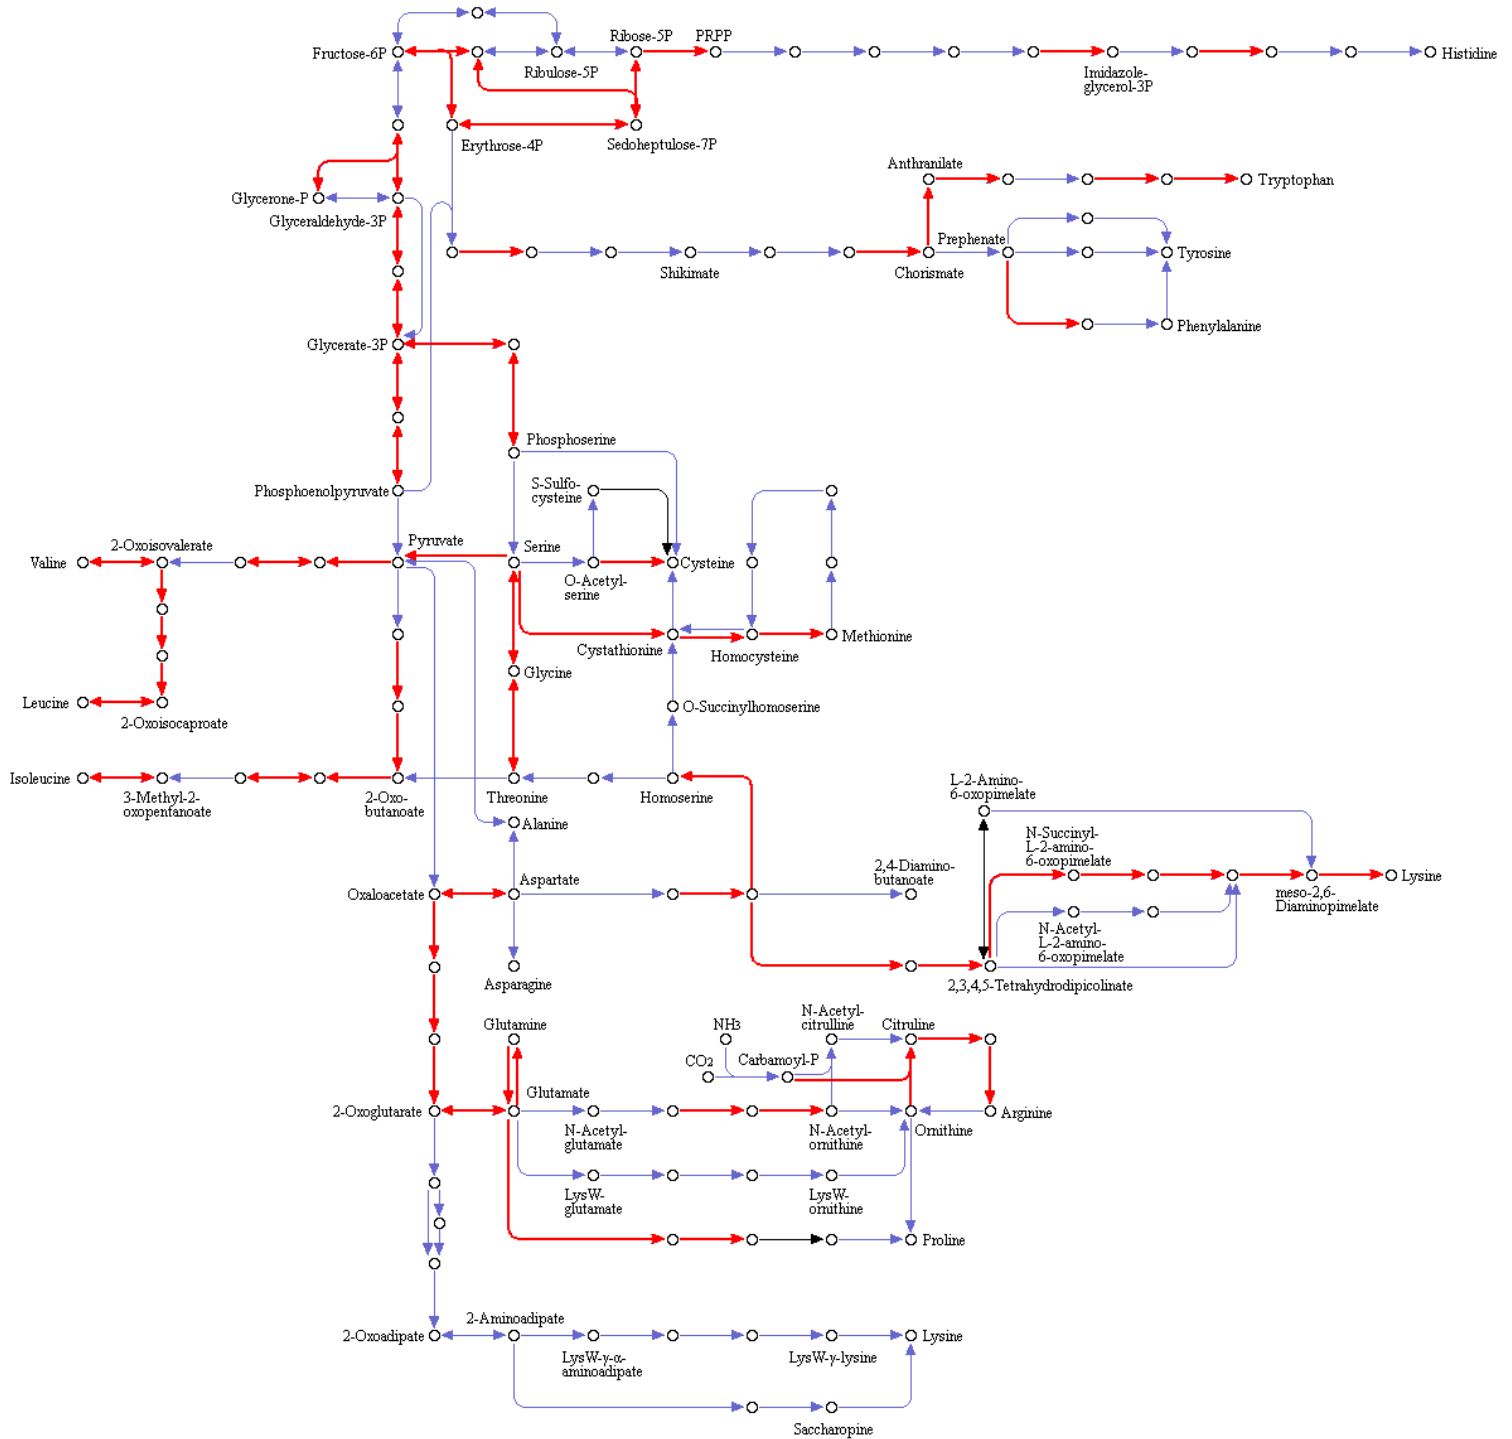 Ribose-5P
PRPP
Fructose-6P
Histidine
Ribulose-5P
Imidazole-
glycerol-3P
Erythrose-4P
Sedoheptulose-7P
Anthranilate
Tryptophan
Glycerone-P
Glyceraldehyde-3P
Prephenate
Tyrosine
Shikimate
Chorismate
Phenylalanine
Glycerate-3P
Phosphoserine
S-Sulfo-
cysteine
Phosphoenolpyruvate
Pyruvate
Serine
2-Oxoisovalerate
Valine
Cysteine
O-Acetyl-
serine
Methionine
Cystathionine
Homocysteine
Glycine
Leucine
O-Succinylhomoserine
2-Oxoisocaproate
Isoleucine
3-Methyl-2-
oxopentanoate
2-Oxo-
butanoate
Threonine
Homoserine
L-2-Amino-
6-oxopimelate
Alanine
N-Succinyl-
L-2-amino-
6-oxopimelate
2,4-Diamino-
butanoate
Aspartate
Oxaloacetate
Lysine
meso-2,6-
Diaminopimelate
N-Acetyl-
L-2-amino-
6-oxopimelate
Asparagine
2,3,4,5-Tetrahydrodipicolinate
Glutamine
NH3
N-Acetyl-
citrulline
Citruline
CO2
Carbamoyl-P
Glutamate
2-Oxoglutarate
Arginine
N-Acetyl-
glutamate
N-Acetyl-
ornithine
Ornithine
LysW-
glutamate
LysW-
ornithine
Proline
2-Aminoadipate
2-Oxoadipate
Lysine
LysW-γ-α-
aminoadipate
LysW-γ-lysine
Saccharopine